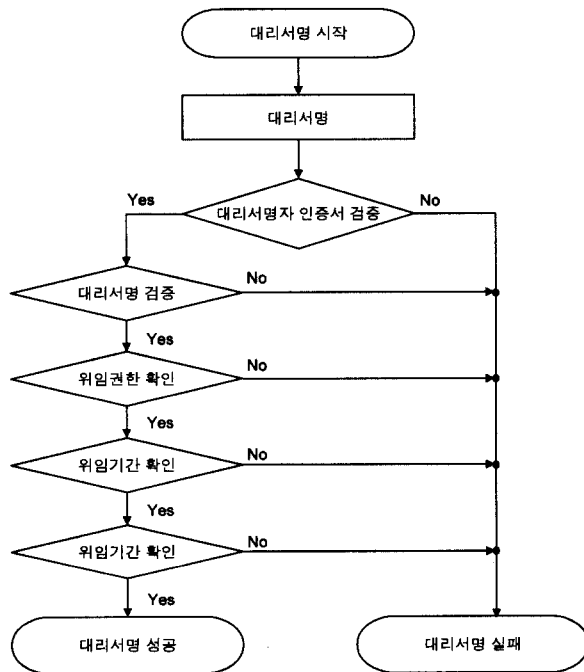 대리서명 시작
대리서명
Yes
No
대리서명자 인증서 검증
No
대리서명 검증
Yes
No
위임권한 확인
Yes
No
위임기간 확인
Yes
No
위임기간 확인
Yes
대리서명 성공
대리서명 실패